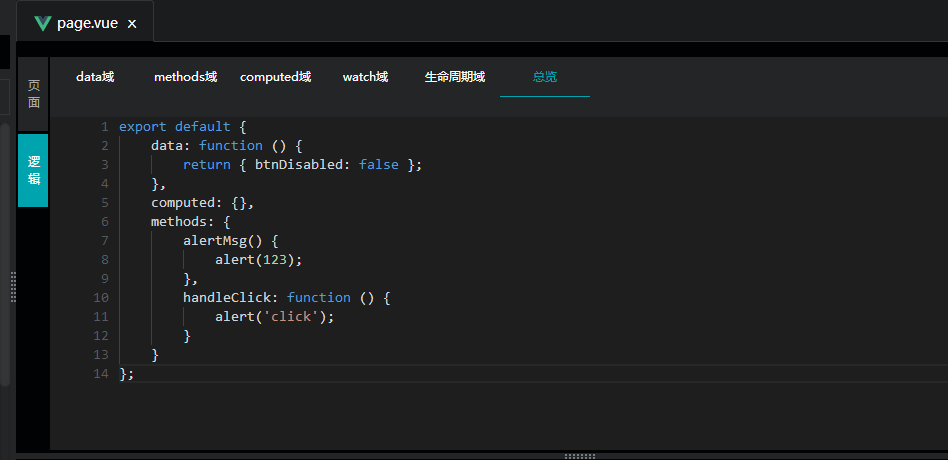 page.vue ×
页面
逻辑
data域 methods域 computed域 watch域 生命周期域 总览
1 export default {
2     data: function () {
3         return { btnDisabled: false };
4     },
5     computed: {},
6     methods: {
7         alertMsg() {
8             alert(123);
9         },
10         handleClick: function () {
11             alert('click');
12         }
13     }
14 };